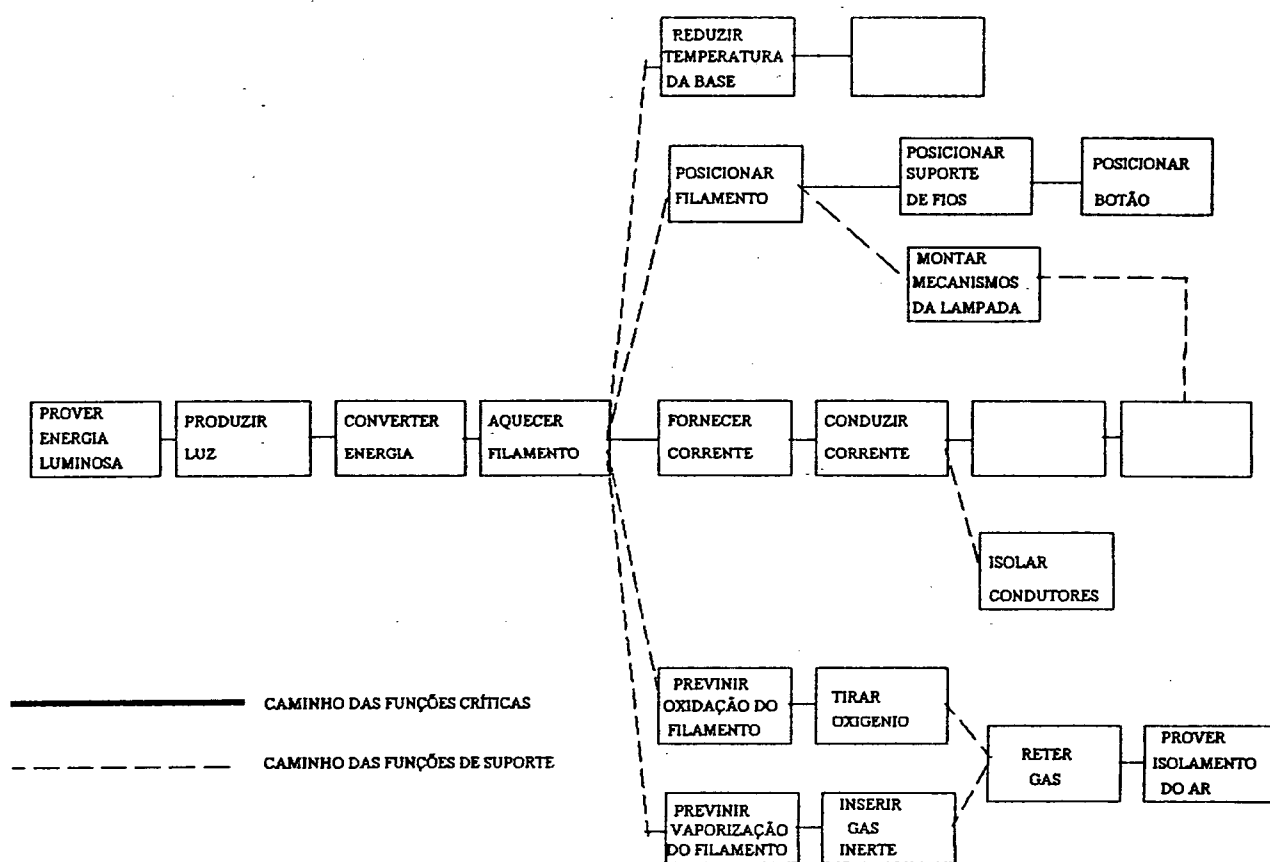 REDUZIR
TEMPERATURA
DA BASE
POSICIONAR
FILAMENTO
POSICIONAR
SUPORTE
DE FIOS
POSICIONAR
BOTÃO
MONTAR
MECANISMOS
DA LAMPADA
PROVER
ENERGIA
LUMINOSA
PRODUZIR
LUZ
CONVERTER
ENERGIA
AQUECER
FILAMENTO
FORNECER
CORRENTE
CONDUZIR
CORRENTE
ISOLAR
CONDUTORES
PREVINIR
OXIDAÇÃO DO
FILAMENTO
TIRAR
OXIGENIO
RETER
GAS
PROVER
ISOLAMENTO
DO AR
PREVINIR
VAPORIZAÇÃO
DO FILAMENTO
INSERIR
GAS
INERTE
CAMINHO DAS FUNÇÕES CRÍTICAS
CAMINHO DAS FUNÇÕES DE SUPORTE